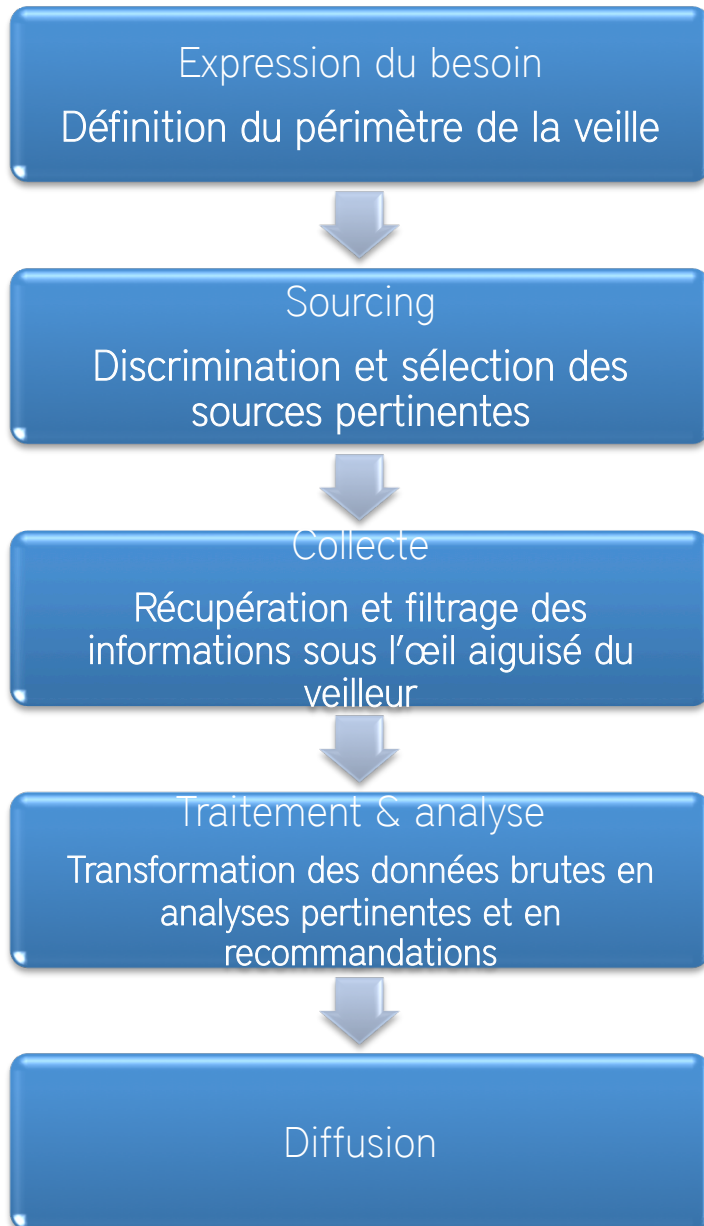 Expression du besoin
Définition du périmètre de la veille
Sourcing
Discrimination et sélection des
sources pertinentes
Collecte
Récupération et filtrage des
informations sous l'œil aiguisé du
veilleur
Traitement & analyse
Transformation des données brutes en
analyses pertinentes et en
recommandations
Diffusion